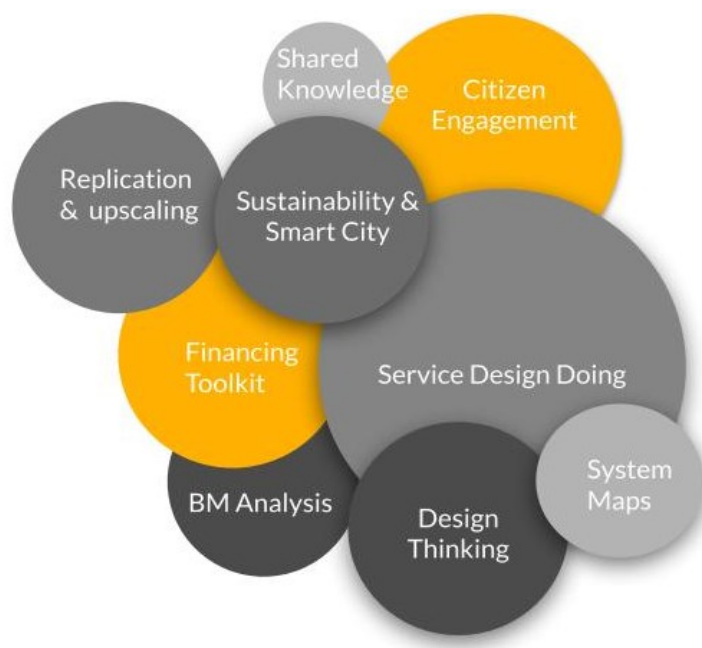 Shared
Knowledge
Citizen
Engagement
Replication
& upscaling
Sustainability &
Smart City
Financing
Toolkit
Service Design Doing
BM Analysis
Design
Thinking
System
Maps